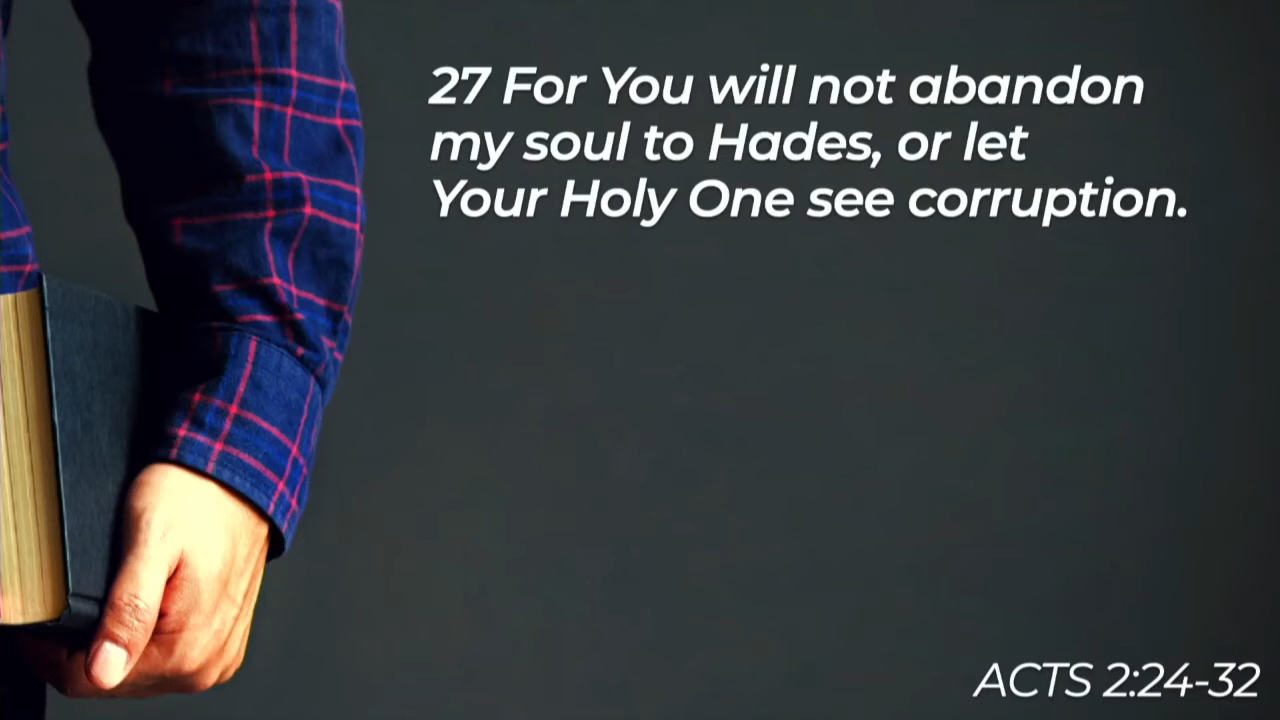 27 For You will not abandon
my soul to Hades, or let
Your Holy One see corruption.
ACTS 2:24-32